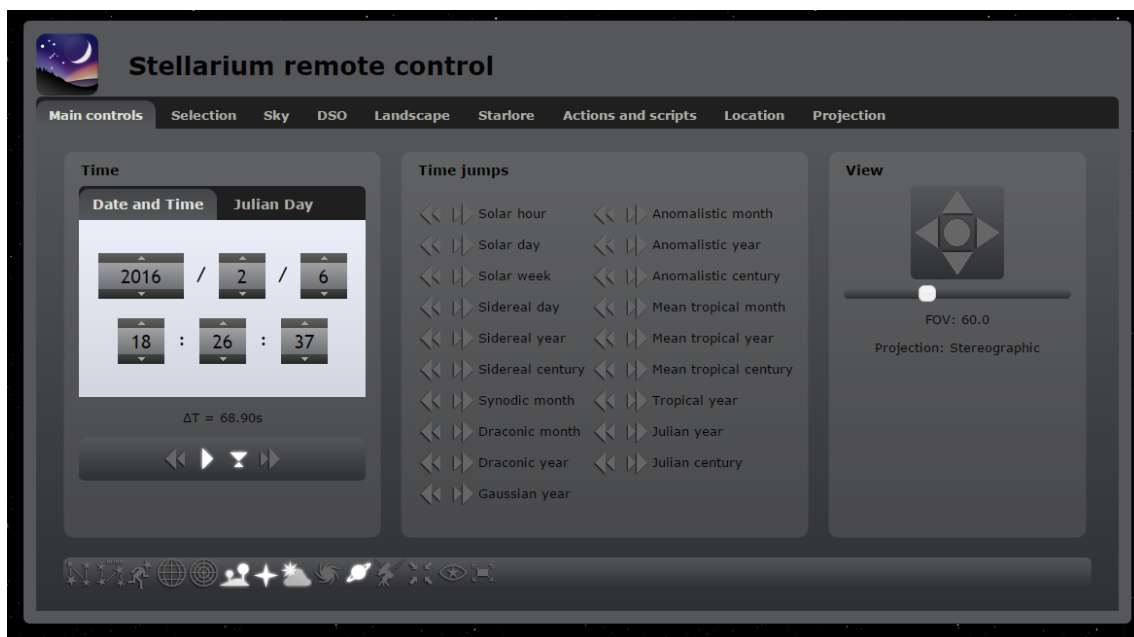 Stellarium remote control
Main controls Selection Sky DSO Landscape Starlore Actions and scripts Location Projection
Time
Date and Time Julian Day
2016 / 2 / 6
18 : 26 : 37
ΔT = 68.90s
Time jumps
Solar hour Anomalistic month
Solar day Anomalistic year
Solar week Anomalistic century
Sidereal day Mean tropical month
Sidereal year Mean tropical year
Sidereal century Mean tropical century
Synodic month Tropical year
Draconic month Julian year
Draconic year Julian century
Gaussian year
View
FOV: 60.0
Projection: Stereographic